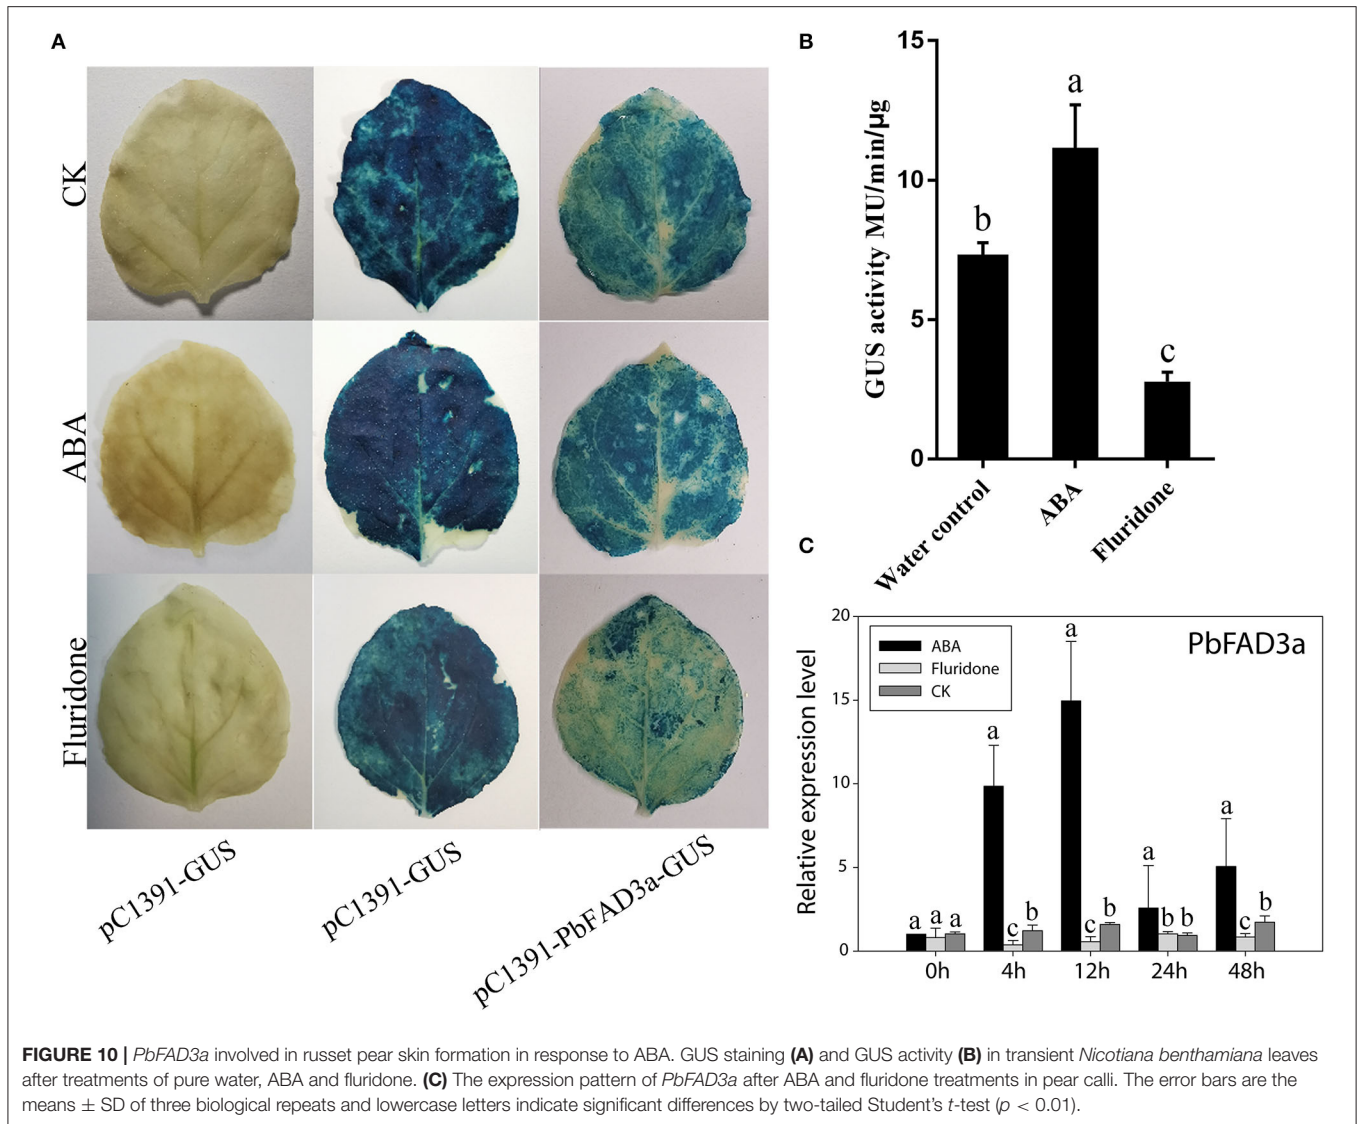 A
CK
ABA
Fluridone
pC1391-GUS
pC1391-GUS
pC1391-PbFAD3a-GUS
B
GUS activity MU/min/µg
15
10
5
0
b
a
c
Water control
ABA
Fluridone
C
Relative expression level
20
15
10
5
0
ABA
Fluridone
CK
PbFAD3a
a a a
a c b
a c b
a b b
a c b
0h 4h 12h 24h 48h
FIGURE 10 | PbFAD3a involved in russet pear skin formation in response to ABA. GUS staining (A) and GUS activity (B) in transient Nicotiana benthamiana leaves
after treatments of pure water, ABA and fluridone. (C) The expression pattern of PbFAD3a after ABA and fluridone treatments in pear calli. The error bars are the
means ± SD of three biological repeats and lowercase letters indicate significant differences by two-tailed Student's t-test (p < 0.01).